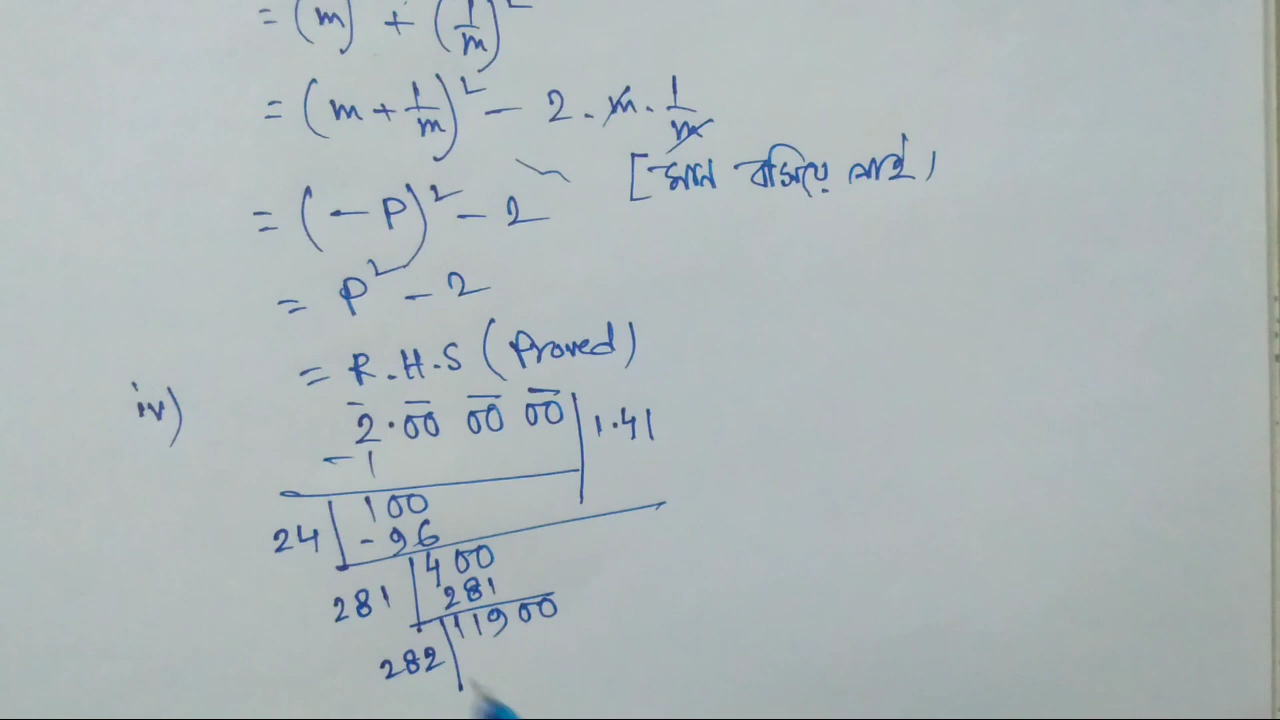 = (m) + (1/m)²
= (m + 1/m)² - 2 . m . 1/m
[মান বসিয়ে পাই।
= (-P)² - 2
= P² - 2
= R.H.S (Proved)
iv) 2.00 00 00 | 1.41
- 1
24 | 100
- 96
281 | 400
281
282 | 11900